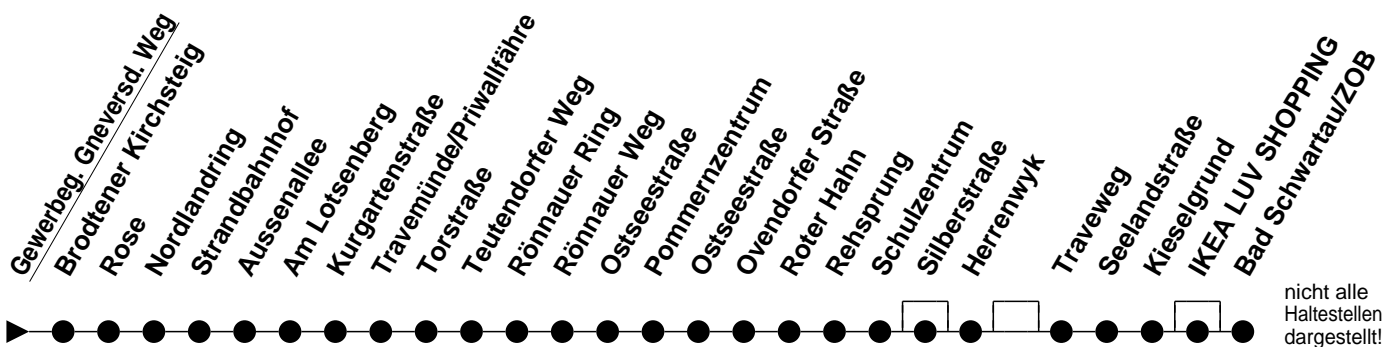 Gewerbeg. Gneversd. Weg
Brodtener Kirchsteig
Rose
Nordlandring
Strandbahnhof
Aussenallee
Am Lotsenberg
Kurgartenstraße
Travemünde/Priwallfähre
Torstraße
Teutendorfer Weg
Rönnauer Ring
Rönnauer Weg
Ostseestraße
Pommernzentrum
Ostseestraße
Ovendorfer Straße
Roter Hahn
Rehsprung
Schulzentrum
Silberstraße
Herrenwyk
Traveweg
Seelandstraße
Kieselgrund
IKEA LUV SHOPPING
Bad Schwartau/ZOB
nicht alle
Haltestellen
dargestellt!